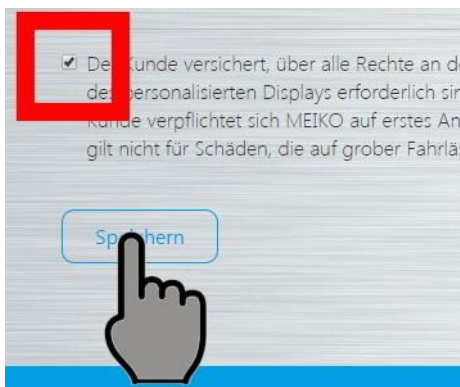 Der Kunde versichert, über alle Rechte an de
des personalisierten Displays erforderlich sin
Kunde verpflichtet sich MEIKO auf erstes An
gilt nicht für Schäden, die auf grober Fahrläs
Speichern